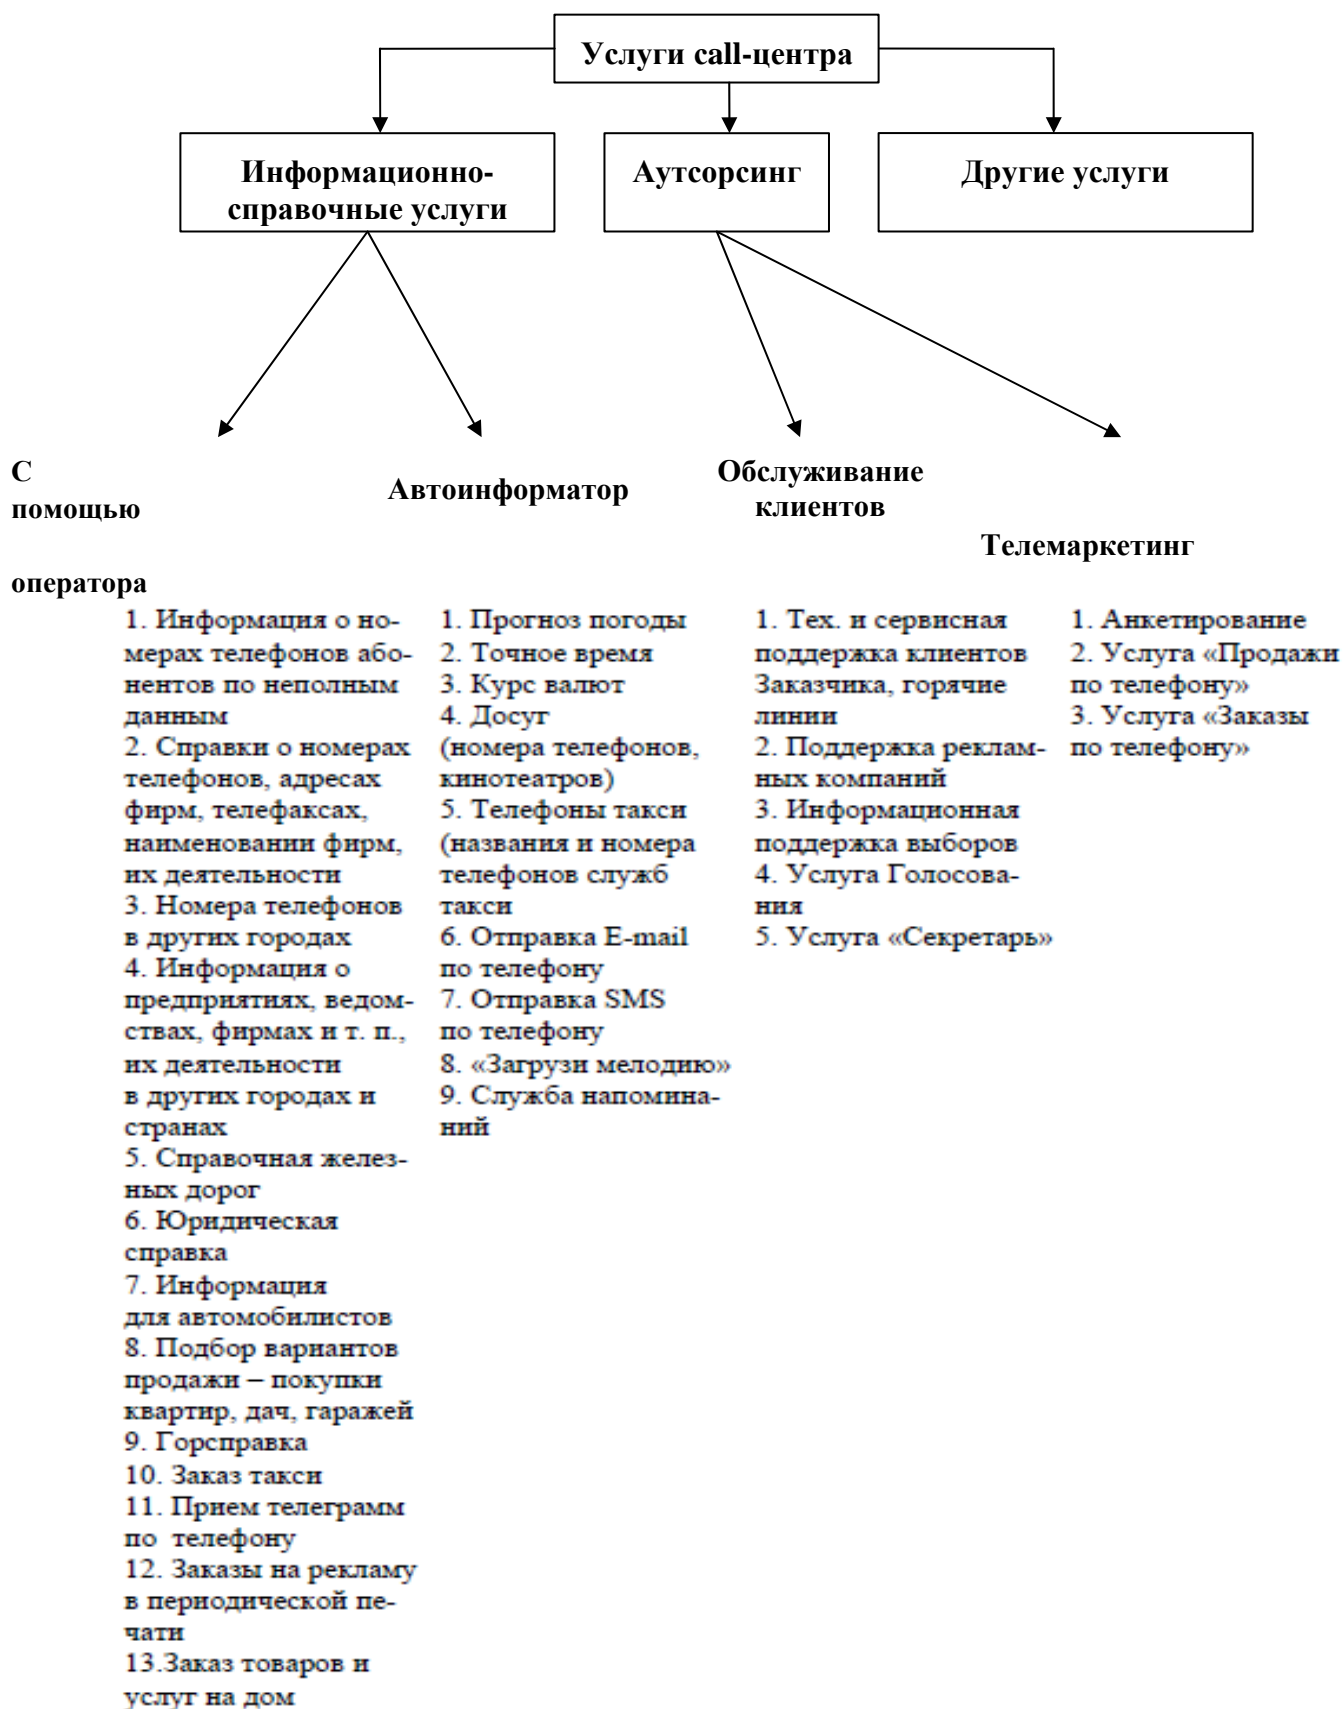 Услуги call-центра
Информационно-
справочные услуги
Аутсорсинг
Другие услуги
С
помощью
оператора
Автоинформатор
Обслуживание
клиентов
Телемаркетинг
1. Информация о но-
мерах телефонов або-
нентов по неполным
данным
2. Справки о номерах
телефонов, адресах
фирм, телефаксах,
наименовании фирм,
их деятельности
3. Номера телефонов
в других городах
4. Информация о
предприятиях, ведом-
ствах, фирмах и т. п.,
их деятельности
в других городах и
странах
5. Справочная желез-
ных дорог
6. Юридическая
справка
7. Информация
для автомобилистов
8. Подбор вариантов
продажи – покупки
квартир, дач, гаражей
9. Горсправка
10. Заказ такси
11. Прием телеграмм
по телефону
12. Заказы на рекламу
в периодической пе-
чати
13.Заказ товаров и
услуг на дом
1. Прогноз погоды
2. Точное время
3. Курс валют
4. Досуг
(номера телефонов,
кинотеатров)
5. Телефоны такси
(названия и номера
телефонов служб
такси
6. Отправка E-mail
по телефону
7. Отправка SMS
по телефону
8. «Загрузи мелодию»
9. Служба напомина-
ний
1. Тех. и сервисная
поддержка клиентов
Заказчика, горячие
линии
2. Поддержка реклам-
ных компаний
3. Информационная
поддержка выборов
4. Услуга Голосова-
ния
5. Услуга «Секретарь»
1. Анкетирование
2. Услуга «Продажи
по телефону»
3. Услуга «Заказы
по телефону»